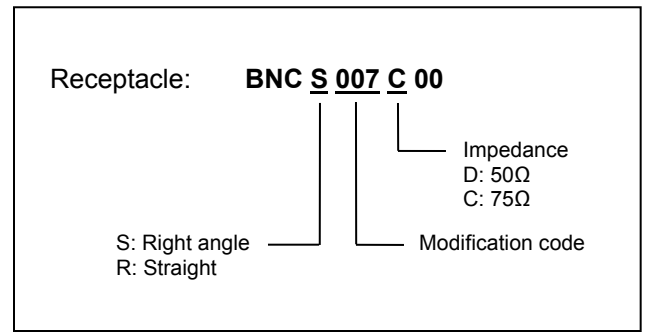 Receptacle: BNC S 007 C 00
Impedance
D: 50Ω
C: 75Ω
S: Right angle
R: Straight
Modification code